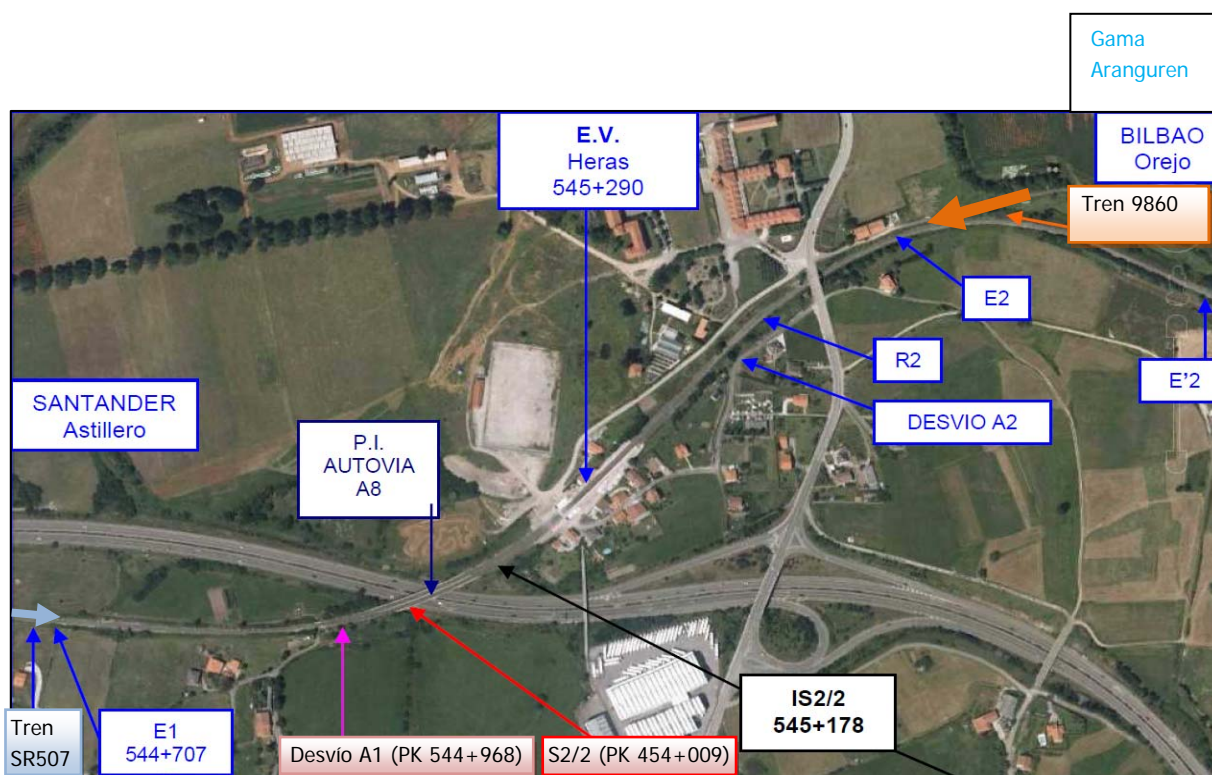 Gama
Aranguren
E.V.
Heras
545+290
BILBAO
Orejo
Tren 9860
E2
R2
E'2
SANTANDER
Astillero
DESVIO A2
P.I.
AUTOVIA
A8
IS2/2
545+178
Tren
SR507
E1
544+707
Desvío A1 (PK 544+968)
S2/2 (PK 454+009)